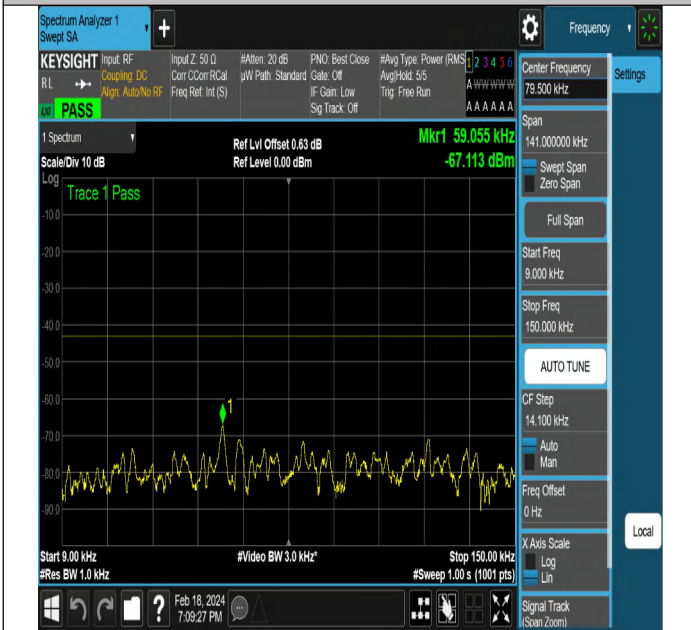 Spectrum Analyzer 1
Swept SA
+
Frequency
KEYSIGHT
RL
LXI PASS
Input: RF
Coupling: DC
Align: Auto/No RF
Input Z: 50 Ω
Corr CCorr RCal
Freq Ref: Int (S)
#Atten: 20 dB
µW Path: Standard
PNO: Best Close
Gate: Off
IF Gain: Low
Sig Track: Off
#Avg Type: Power (RMS
Avg|Hold: 5/5
Trig: Free Run
1 2 3 4 5 6
A W W W W W
A A A A A A
1 Spectrum
Scale/Div 10 dB
Ref Lvl Offset 0.63 dB
Ref Level 0.00 dBm
Mkr1 59.055 kHz
-67.113 dBm
Log
Trace 1 Pass
-10.0
-20.0
-30.0
-40.0
-50.0
-60.0
-70.0
-80.0
-90.0
1
Start 9.00 kHz
#Res BW 1.0 kHz
#Video BW 3.0 kHz*
Stop 150.00 kHz
#Sweep 1.00 s (1001 pts)
?
Feb 18, 2024
7:09:27 PM
Center Frequency
79.500 kHz
Span
141.000000 kHz
Swept Span
Zero Span
Full Span
Start Freq
9.000 kHz
Stop Freq
150.000 kHz
AUTO TUNE
CF Step
14.100 kHz
Auto
Man
Freq Offset
0 Hz
X Axis Scale
Log
Lin
Signal Track
(Span Zoom)
Settings
Local